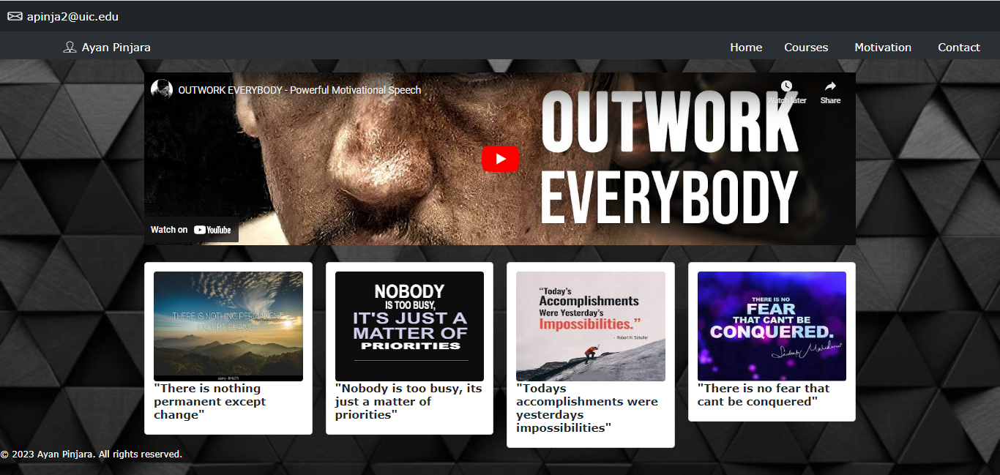 apinja2@uic.edu
Ayan Pinjara
Home Courses Motivation Contact
OUTWORK EVERYBODY - Powerful Motivational Speech
Watch later
Share
OUTWORK
EVERYBODY
Watch on YouTube
THERE IS NOTHING PERMANENT
EXCEPT CHANGE
"There is nothing
permanent except
change"
NOBODY
IS TOO BUSY,
IT'S JUST A
MATTER OF
PRIORITIES
"Nobody is too busy, its
just a matter of
priorities"
“Today's
Accomplishments
Were Yesterday's
Impossibilities.”
- Robert H. Schuller
"Todays
accomplishments were
yesterdays
impossibilities"
THERE IS NO
FEAR
THAT CAN'T BE
CONQUERED.
"There is no fear that
cant be conquered"
© 2023 Ayan Pinjara. All rights reserved.